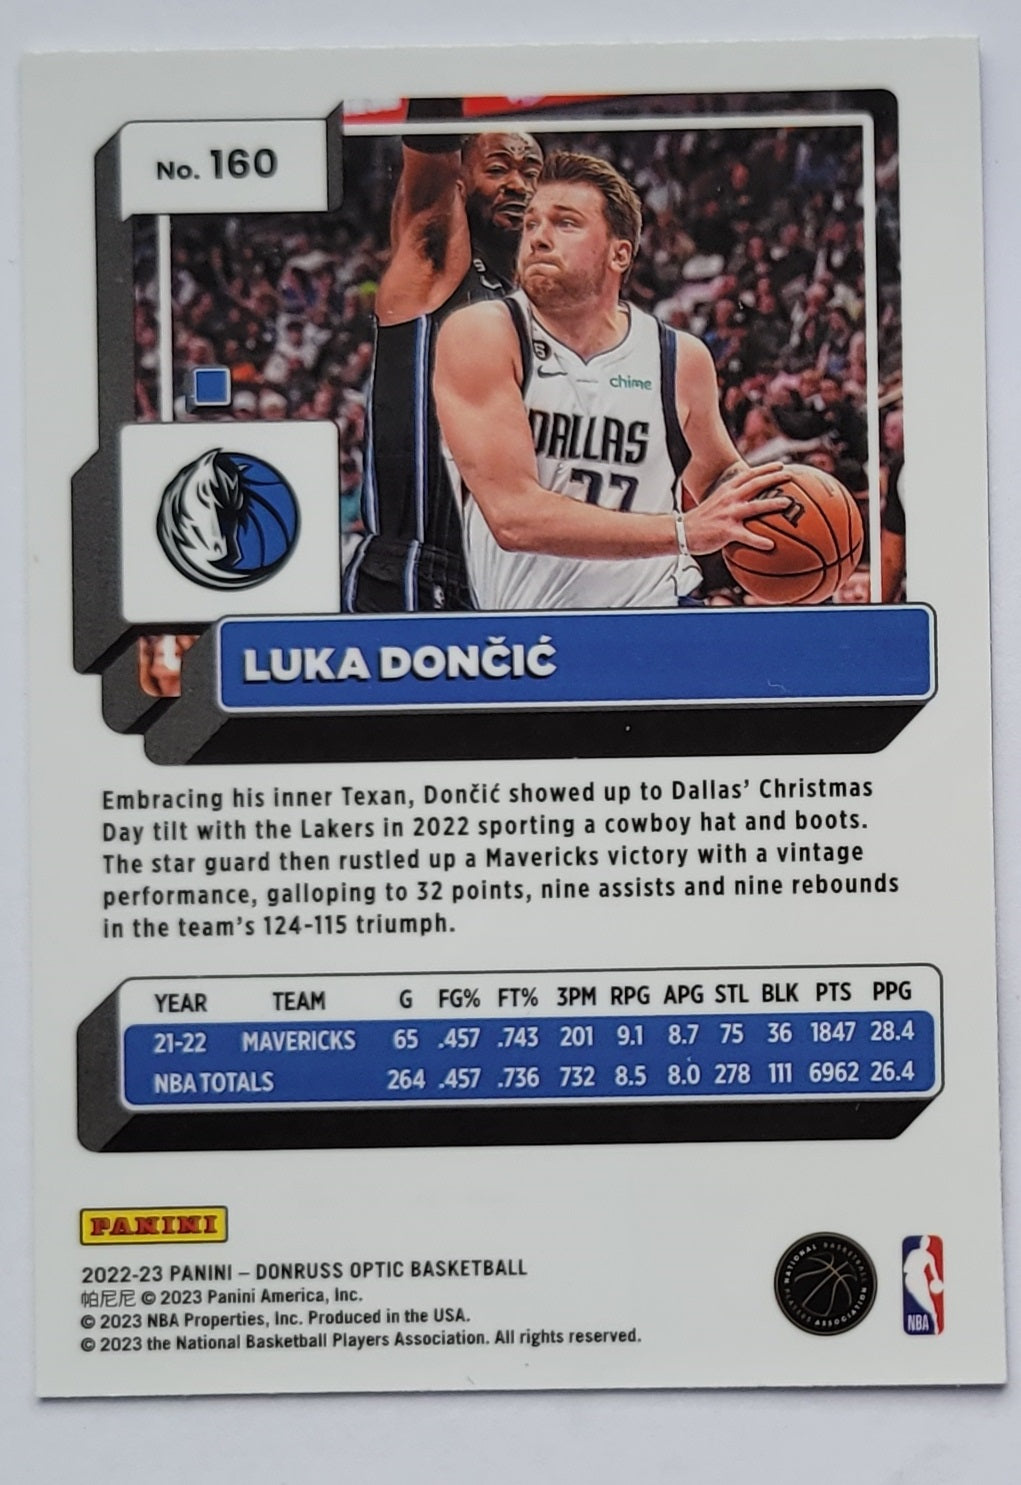 No. 160
chime
DALLAS
77
LUKA DONČIĆ
Embracing his inner Texan, Dončić showed up to Dallas' Christmas
Day tilt with the Lakers in 2022 sporting a cowboy hat and boots.
The star guard then rustled up a Mavericks victory with a vintage
performance, galloping to 32 points, nine assists and nine rebounds
in the team's 124-115 triumph.
YEAR TEAM G FG% FT% 3PM RPG APG STL BLK PTS PPG
21-22 MAVERICKS 65 .457 .743 201 9.1 8.7 75 36 1847 28.4
NBA TOTALS 264 .457 .736 732 8.5 8.0 278 111 6962 26.4
PANINI
2022-23 PANINI – DONRUSS OPTIC BASKETBALL
帕尼尼 © 2023 Panini America, Inc.
© 2023 NBA Properties, Inc. Produced in the USA.
© 2023 the National Basketball Players Association. All rights reserved.
NATIONAL BASKETBALL PLAYERS ASSOCIATION
NBA